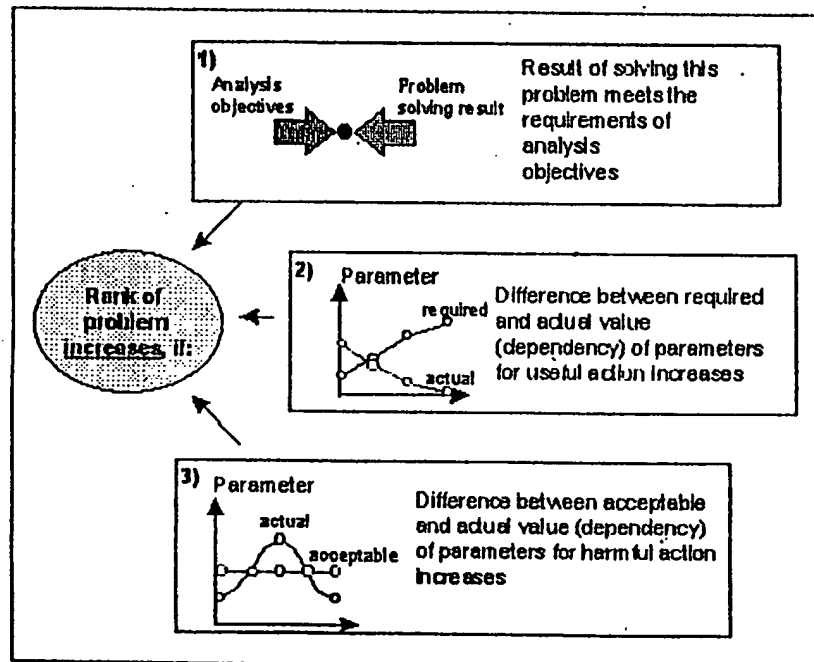 1)
Analysis
objectives
Problem
solving result
Result of solving this
problem meets the
requirements of
analysis
objectives
Rank of
problem
increases, if:
2)
Parameter
required
actual
Difference between required
and actual value
(dependency) of parameters
for useful action increases
3)
Parameter
actual
acceptable
Difference between acceptable
and actual value (dependency)
of parameters for harmful action
increases